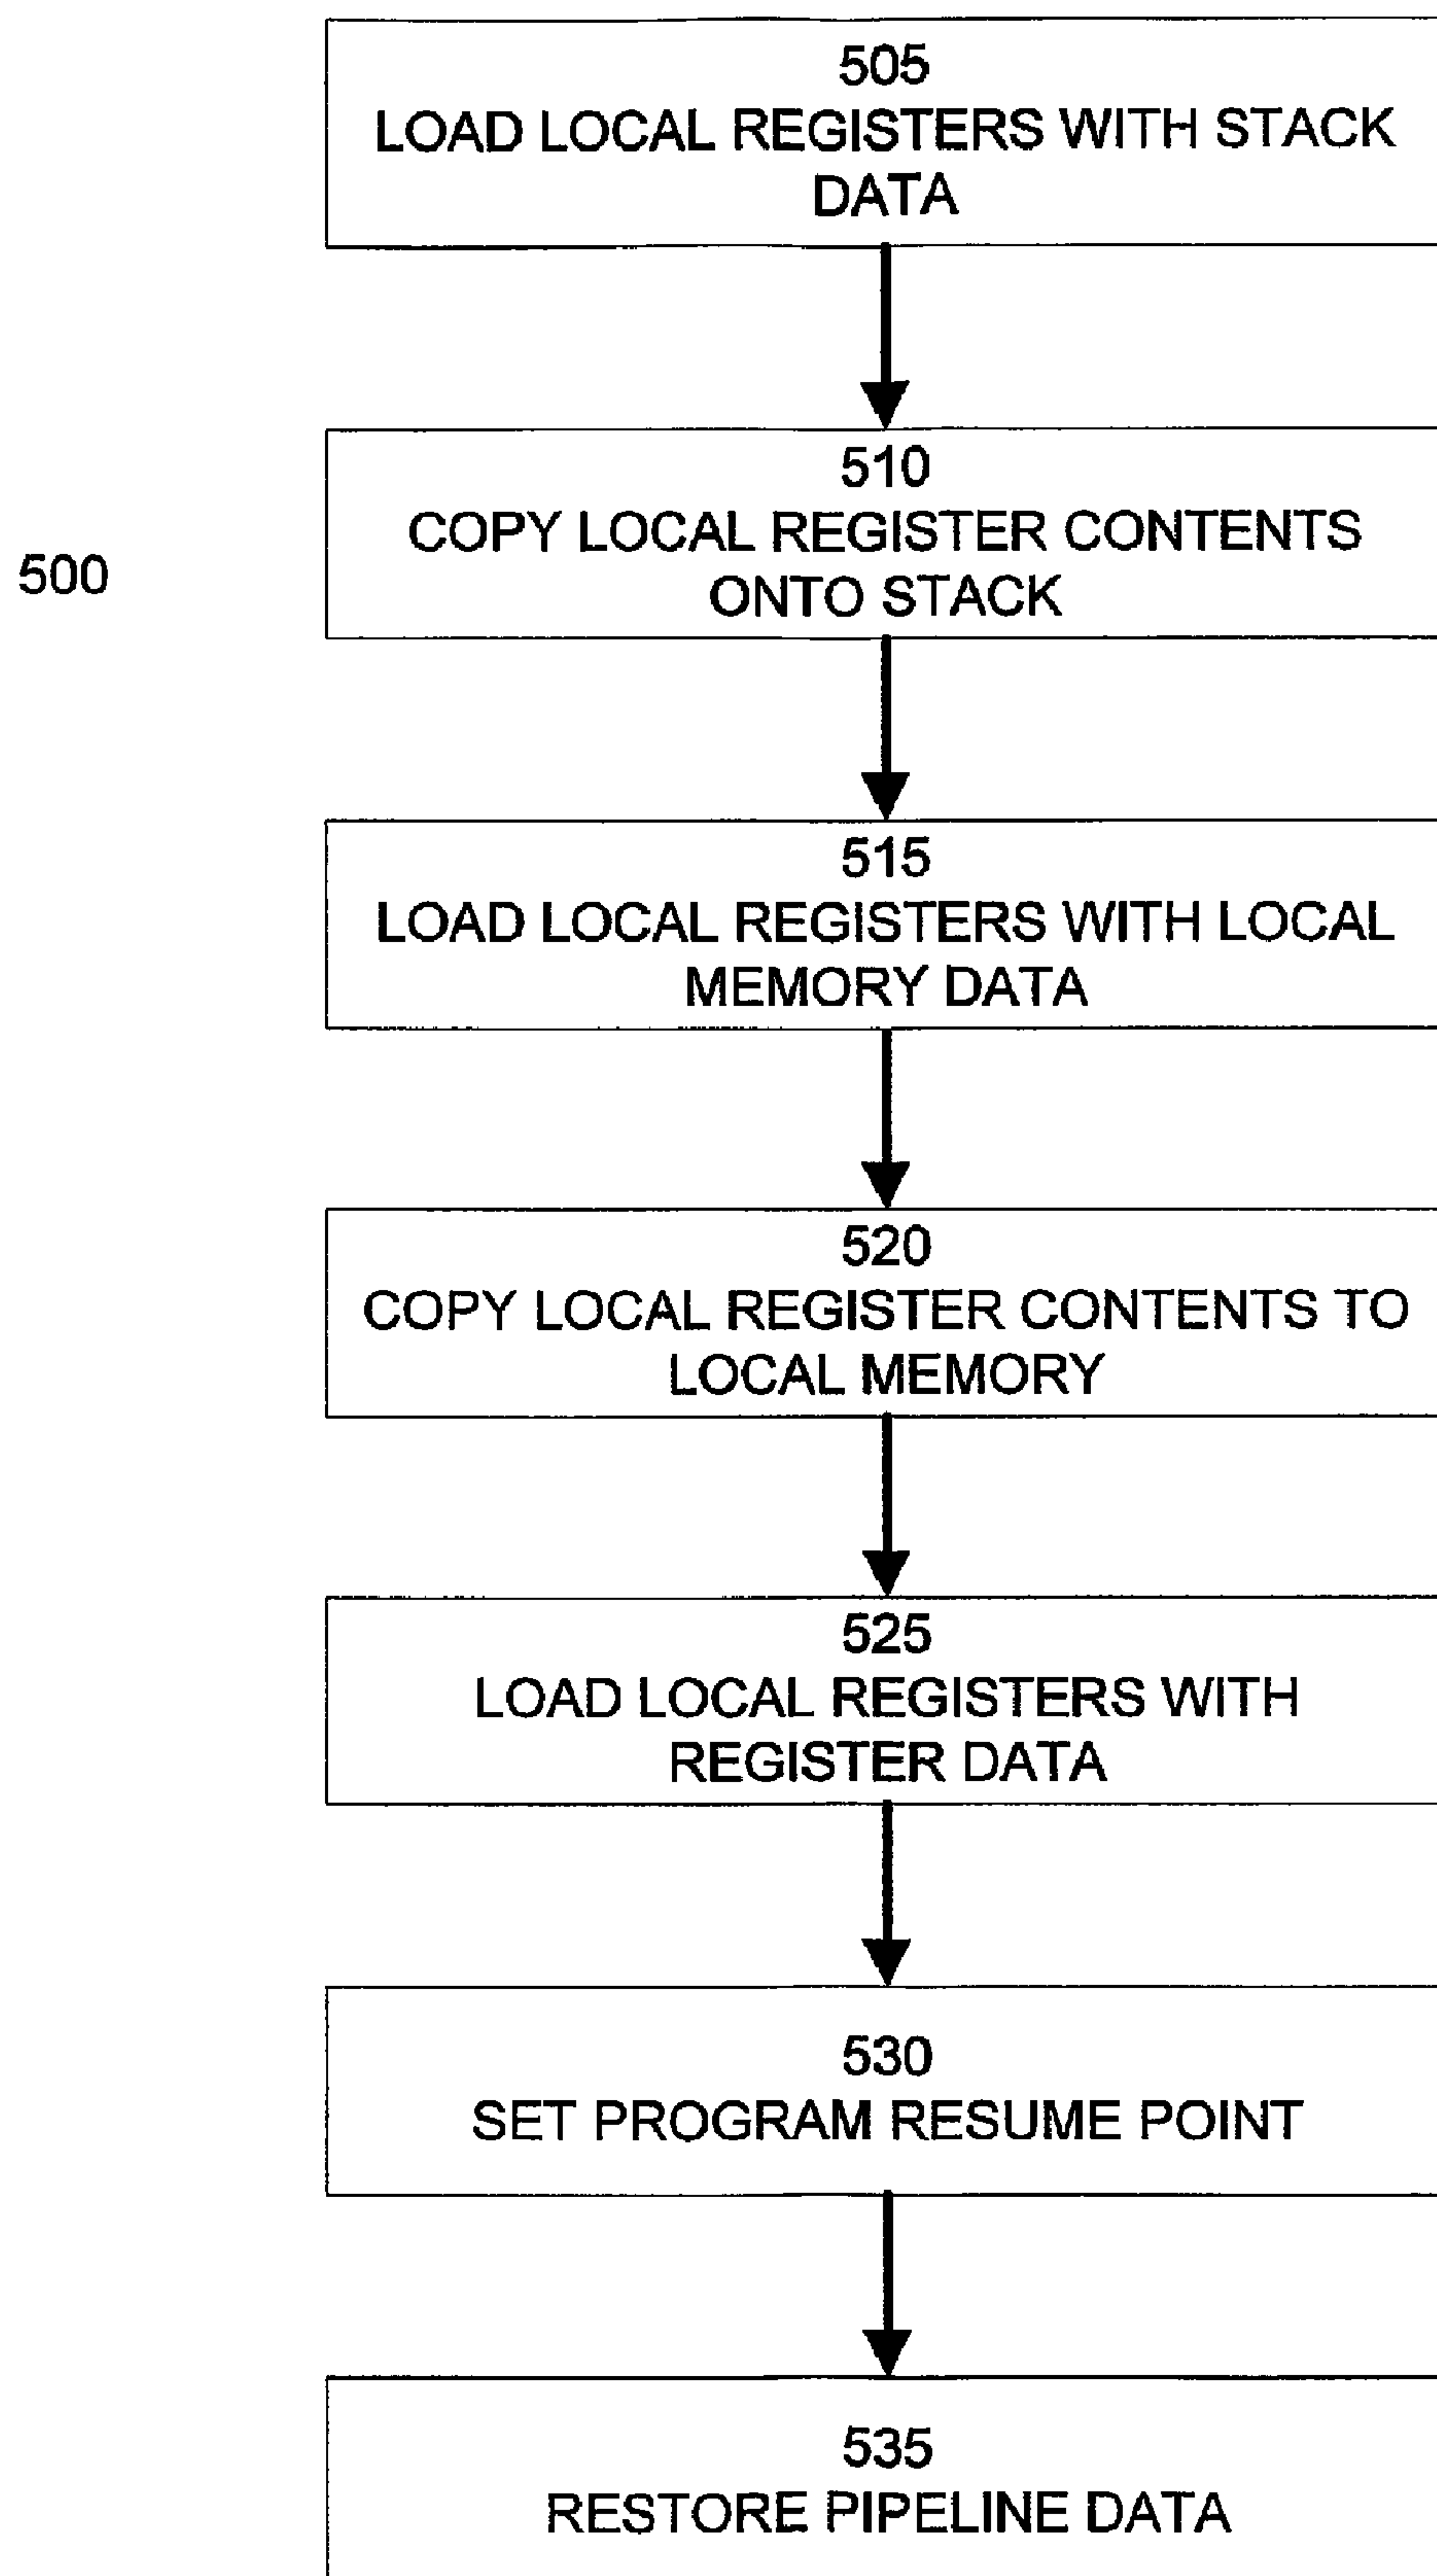 505
LOAD LOCAL REGISTERS WITH STACK
DATA
510
COPY LOCAL REGISTER CONTENTS
ONTO STACK
500
515
LOAD LOCAL REGISTERS WITH LOCAL
MEMORY DATA
520
COPY LOCAL REGISTER CONTENTS TO
LOCAL MEMORY
525
LOAD LOCAL REGISTERS WITH
REGISTER DATA
530
SET PROGRAM RESUME POINT
535
RESTORE PIPELINE DATA